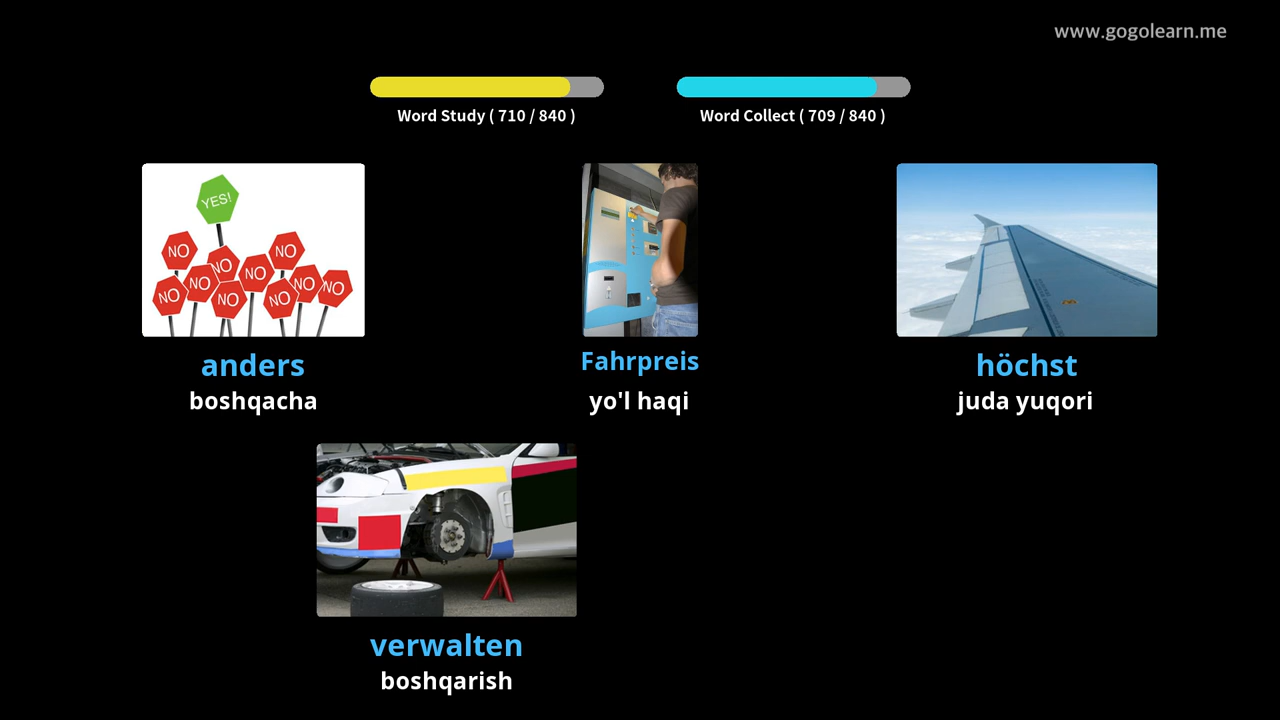 www.gogolearn.me
Word Study ( 710 / 840 )
Word Collect ( 709 / 840 )
YES!
NO
NO
NO
NO
NO
NO
NO
NO
NO
NO
anders
boshqacha
Fahrpreis
yo'l haqi
höchst
juda yuqori
verwalten
boshqarish